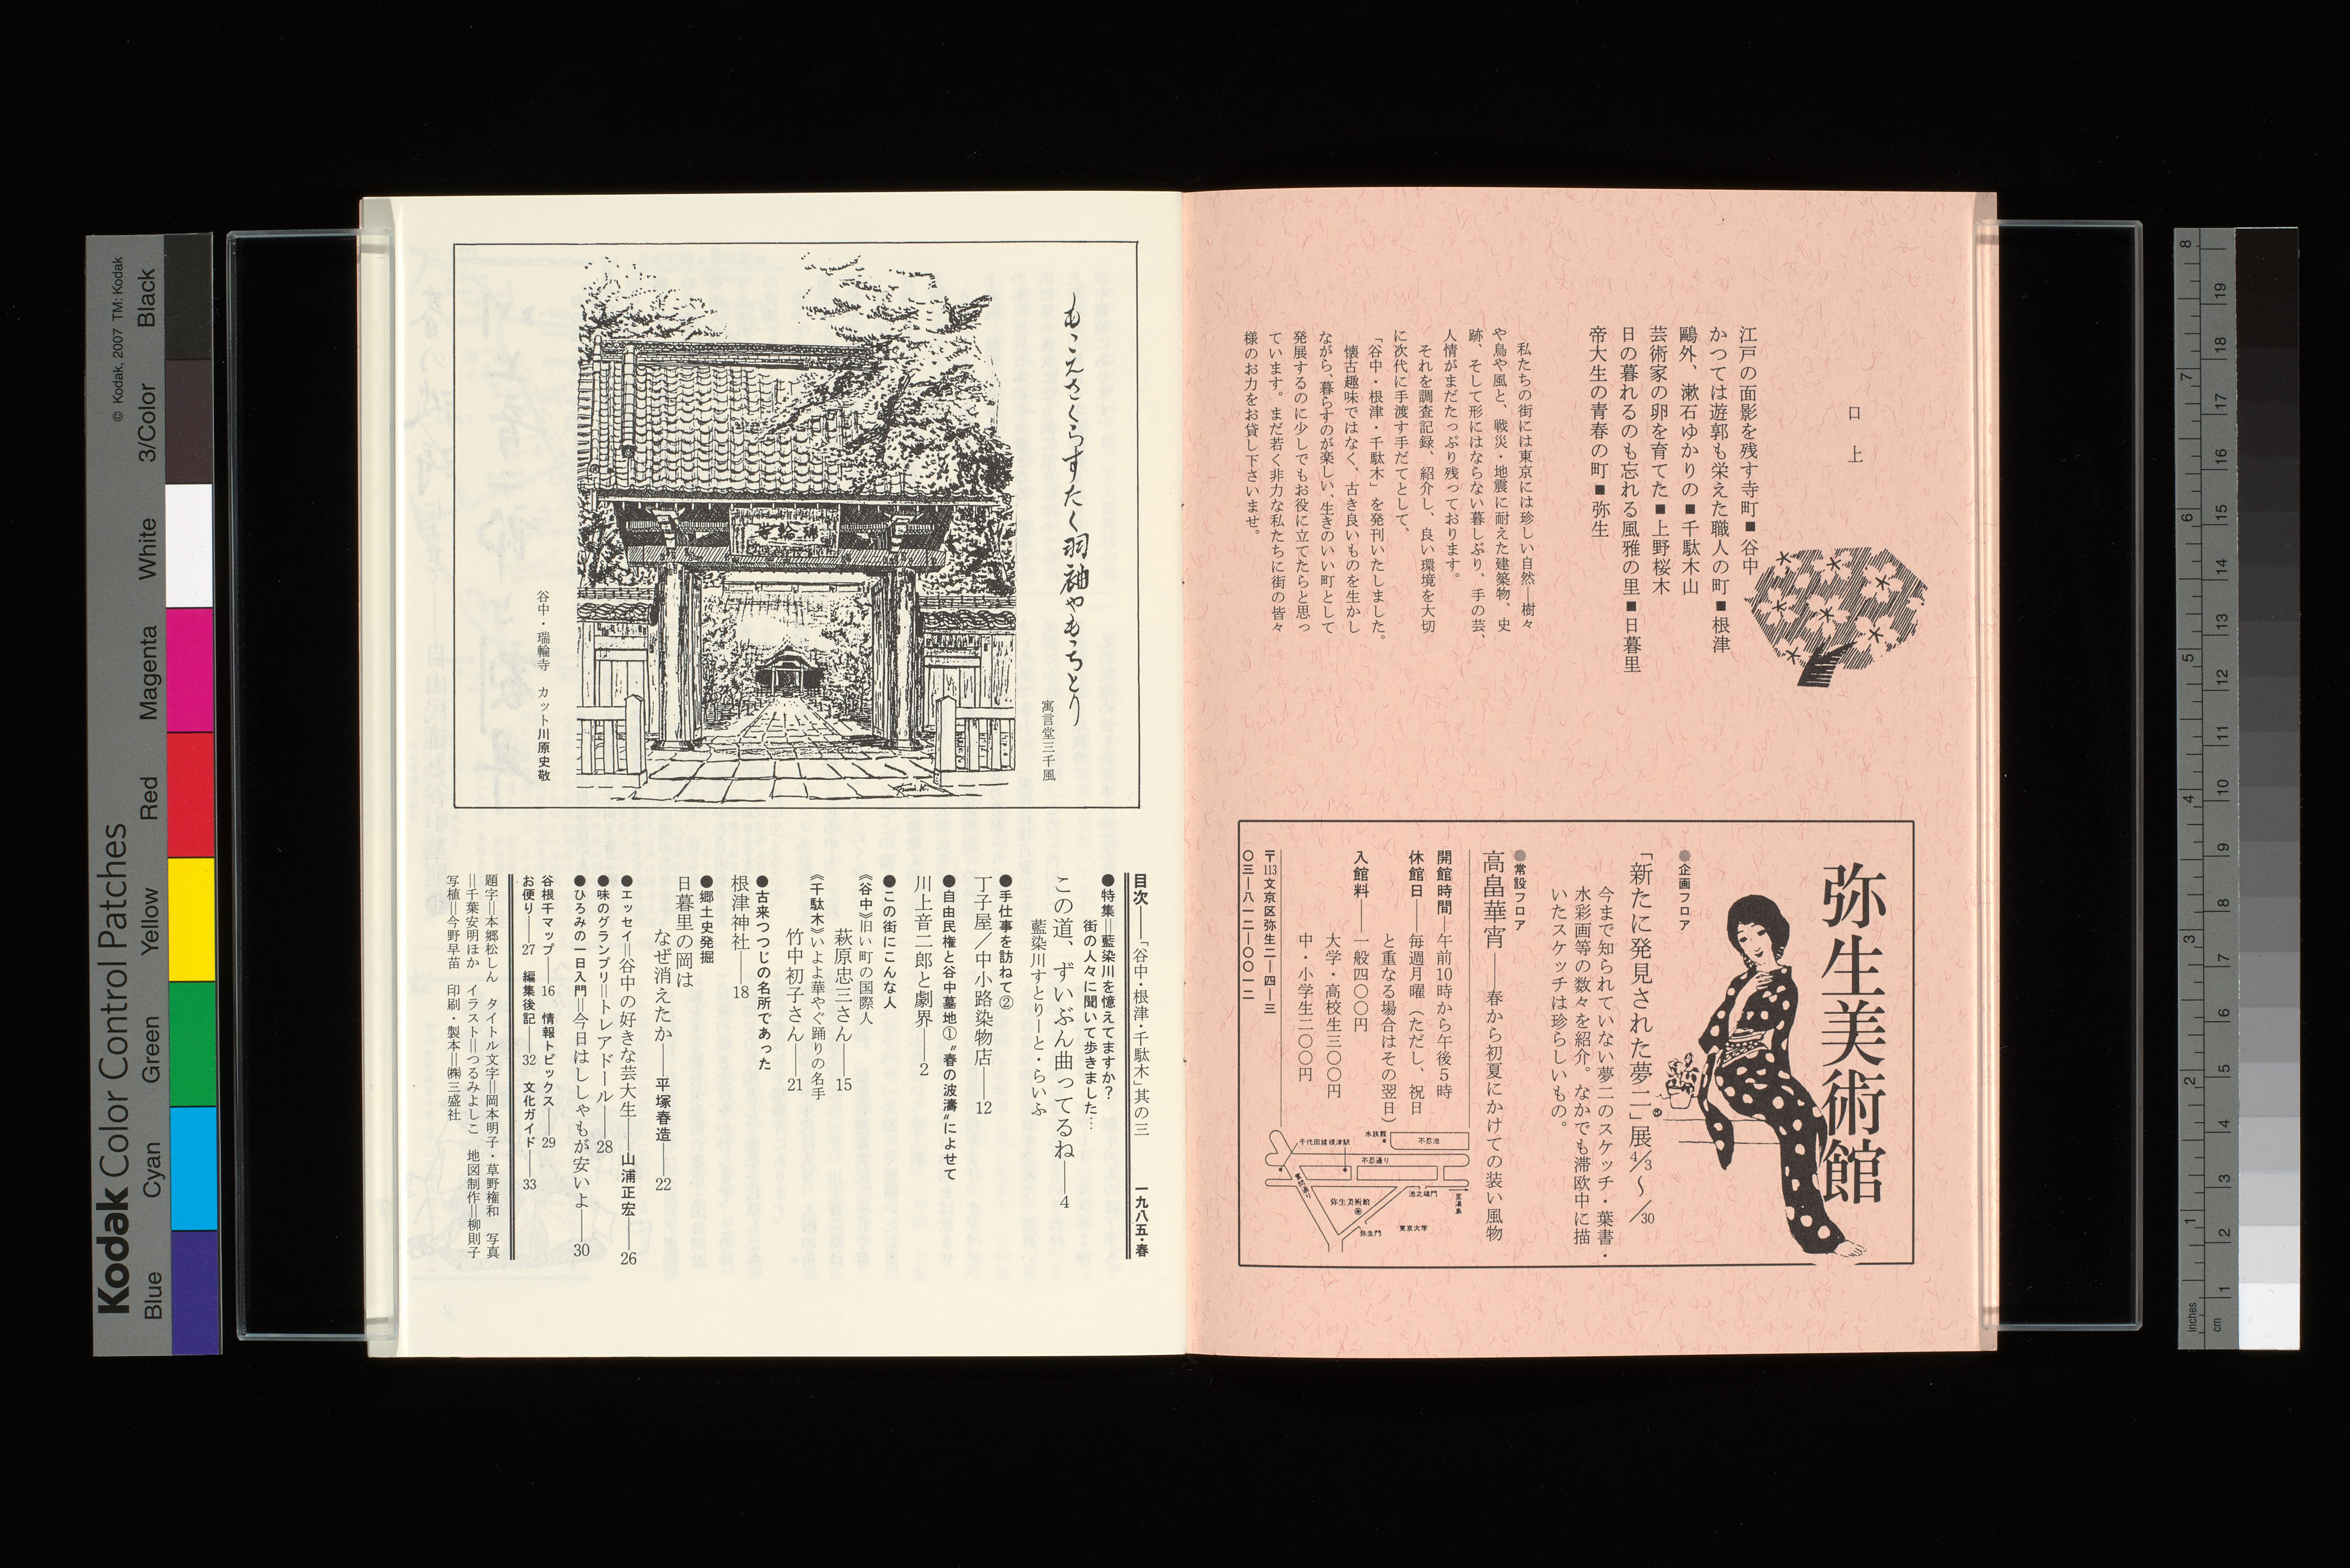 口上
江戸の面影を残す寺町■谷中
かつては遊郭も栄えた職人の町■根津
鷗外、漱石ゆかりの■千駄木山
芸術家の卵を育てた■上野桜木
日の暮れるのも忘れる風雅の里■日暮里
帝大生の青春の町■弥生
私たちの街には東京には珍しい自然―樹々
や鳥や風と、戦災・地震に耐えた建築物、史
跡、そして形にはならない暮しぶり、手の芸、
人情がまだたっぷり残っております。
それを調査記録、紹介し、良い環境を大切
に次代に手渡す手だてとして、
「谷中・根津・千駄木」を発刊いたしました。
懐古趣味ではなく、古き良いものを生かし
ながら、暮らすのが楽しい、生きのいい町として
発展するのに少しでもお役に立てたらと思っ
ています。まだ若く非力な私たちに街の皆々
様のお力をお貸し下さいませ。
弥生美術館
●企画フロア
「新たに発見された夢二」展4/3〜/30
今まで知られていない夢二のスケッチ・葉書・
水彩画等の数々を紹介。なかでも滞欧中に描
いたスケッチは珍らしいもの。
●常設フロア
高畠華宵――春から初夏にかけての装い風物
開館時間―午前10時から午後5時
休館日―毎週月曜（ただし、祝日
と重なる場合はその翌日）
入館料―一般四〇〇円
大学・高校生三〇〇円
中・小学生二〇〇円
〒113文京区弥生二―四―三
〇三―八一二―〇〇一二
不忍池
水族館
千代田線根津駅
不忍通り
言問通り
池之端門
至湯島
弥生美術館
東京大学
弥生門
もこえさくらすたく羽袖やもちとり
寓言堂三千風
瑞輪寺
谷中・瑞輪寺　カット川原史敬
目次――「谷中・根津・千駄木」其の三　一九八五・春
●特集＝藍染川を憶えてますか？
街の人々に聞いて歩きました…
この道、ずいぶん曲ってるね――4
藍染川すとりーと・らいふ
●手仕事を訪ねて②
丁子屋／中小路染物店――12
●自由民権と谷中墓地①〝春の波濤〟によせて
川上音二郎と劇界――2
●この街にこんな人
《谷中》旧い町の国際人
萩原忠三さん――15
《千駄木》いよよ華やぐ踊りの名手
竹中初子さん――21
●古来つつじの名所であった
根津神社――18
●郷土史発掘
日暮里の岡は
なぜ消えたか――平塚春造――22
●エッセイ＝谷中の好きな芸大生――山浦正宏――26
●味のグランプリ＝トレアドール――28
●ひろみの一日入門＝今日はししゃもが安いよ――30
谷根千マップ――16　情報トピックス――29
お便り――27　編集後記――32　文化ガイド――33
題字＝本郷松しん　タイトル文字＝岡本明子・草野権和　写真
＝千葉安明ほか　イラスト＝つるみよしこ　地図制作＝柳則子
写植＝今野早苗　印刷・製本＝㈱三盛社
Kodak Color Control Patches
© Kodak, 2007 TM: Kodak
Blue Cyan Green Yellow Red Magenta White 3/Color Black
inches 1 2 3 4 5 6 7 8
cm 1 2 3 4 5 6 7 8 9 10 11 12 13 14 15 16 17 18 19